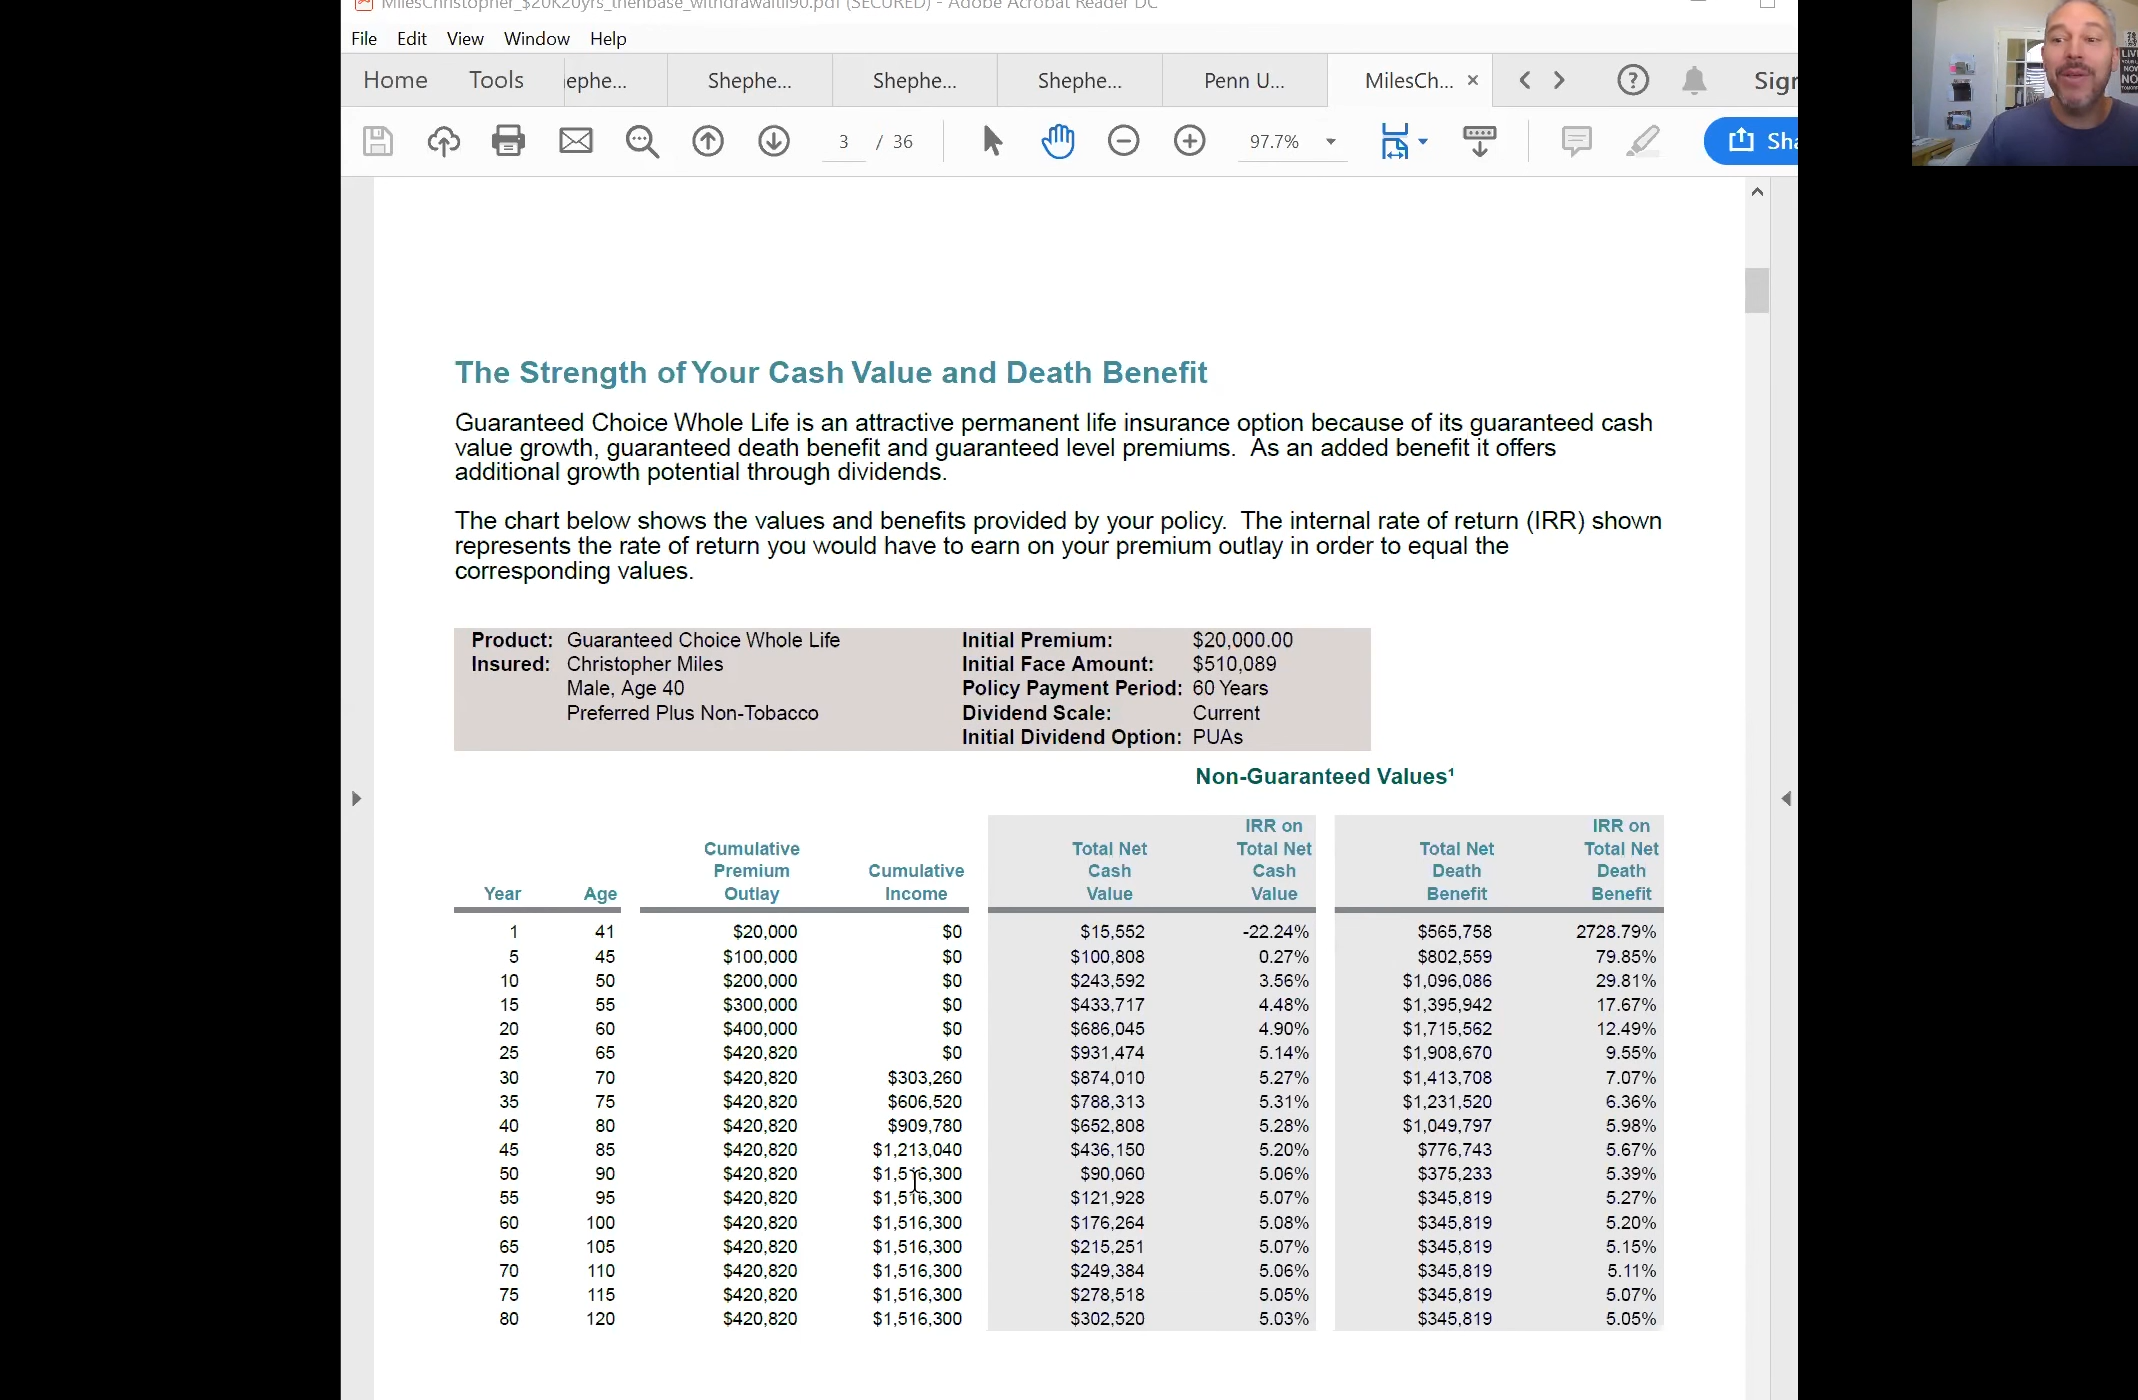 MilesChristopher_$20K20yrs_thenbase_withdrawaltil90.pdf (SECURED) - Adobe Acrobat Reader DC
File Edit View Window Help
Home Tools ephe... Shephe... Shephe... Shephe... Penn U... MilesCh... × ? Sign
3 / 36 97.7% Sha
The Strength of Your Cash Value and Death Benefit
Guaranteed Choice Whole Life is an attractive permanent life insurance option because of its guaranteed cash
value growth, guaranteed death benefit and guaranteed level premiums. As an added benefit it offers
additional growth potential through dividends.
The chart below shows the values and benefits provided by your policy. The internal rate of return (IRR) shown
represents the rate of return you would have to earn on your premium outlay in order to equal the
corresponding values.
Product: Guaranteed Choice Whole Life Initial Premium: $20,000.00
Insured: Christopher Miles Initial Face Amount: $510,089
Male, Age 40 Policy Payment Period: 60 Years
Preferred Plus Non-Tobacco Dividend Scale: Current
Initial Dividend Option: PUAs
Non-Guaranteed Values¹
IRR on IRR on
Cumulative Total Net Total Net Total Net Total Net
Premium Cumulative Cash Cash Death Death
Year Age Outlay Income Value Value Benefit Benefit
1 41 $20,000 $0 $15,552 -22.24% $565,758 2728.79%
5 45 $100,000 $0 $100,808 0.27% $802,559 79.85%
10 50 $200,000 $0 $243,592 3.56% $1,096,086 29.81%
15 55 $300,000 $0 $433,717 4.48% $1,395,942 17.67%
20 60 $400,000 $0 $686,045 4.90% $1,715,562 12.49%
25 65 $420,820 $0 $931,474 5.14% $1,908,670 9.55%
30 70 $420,820 $303,260 $874,010 5.27% $1,413,708 7.07%
35 75 $420,820 $606,520 $788,313 5.31% $1,231,520 6.36%
40 80 $420,820 $909,780 $652,808 5.28% $1,049,797 5.98%
45 85 $420,820 $1,213,040 $436,150 5.20% $776,743 5.67%
50 90 $420,820 $1,516,300 $90,060 5.06% $375,233 5.39%
55 95 $420,820 $1,516,300 $121,928 5.07% $345,819 5.27%
60 100 $420,820 $1,516,300 $176,264 5.08% $345,819 5.20%
65 105 $420,820 $1,516,300 $215,251 5.07% $345,819 5.15%
70 110 $420,820 $1,516,300 $249,384 5.06% $345,819 5.11%
75 115 $420,820 $1,516,300 $278,518 5.05% $345,819 5.07%
80 120 $420,820 $1,516,300 $302,520 5.03% $345,819 5.05%